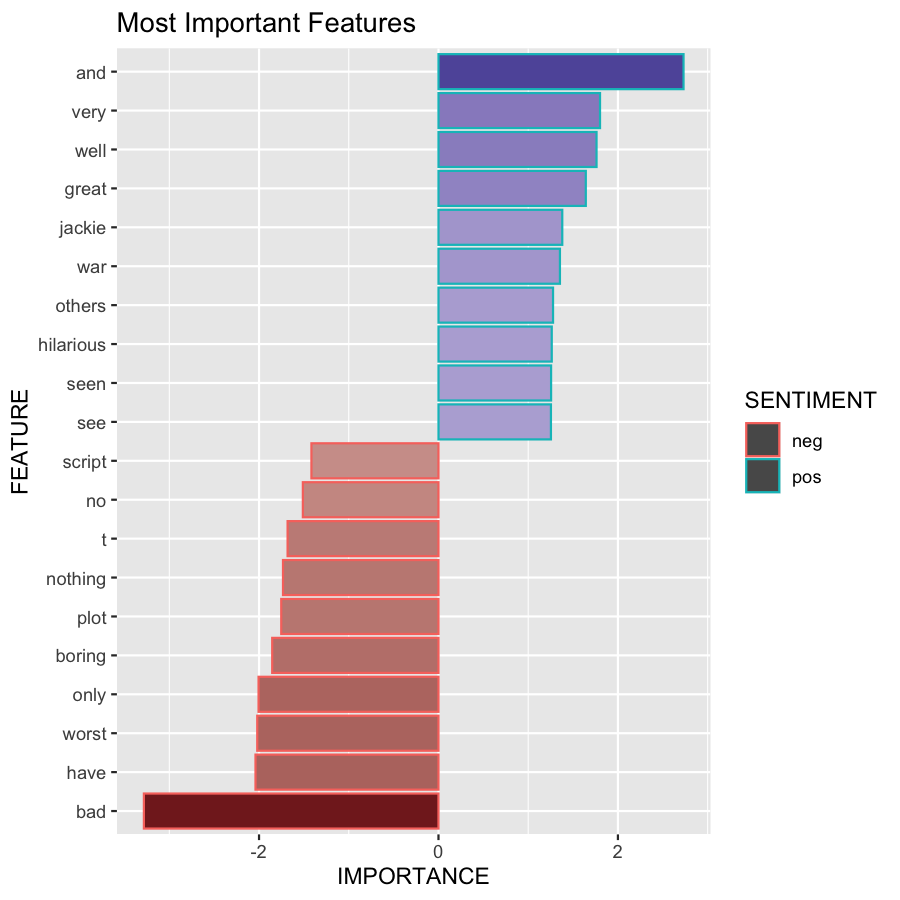 Most Important Features
and
very
well
great
jackie
war
others
hilarious
seen
see
script
no
t
nothing
plot
boring
only
worst
have
bad
FEATURE
-2 0 2
IMPORTANCE
SENTIMENT
neg
pos